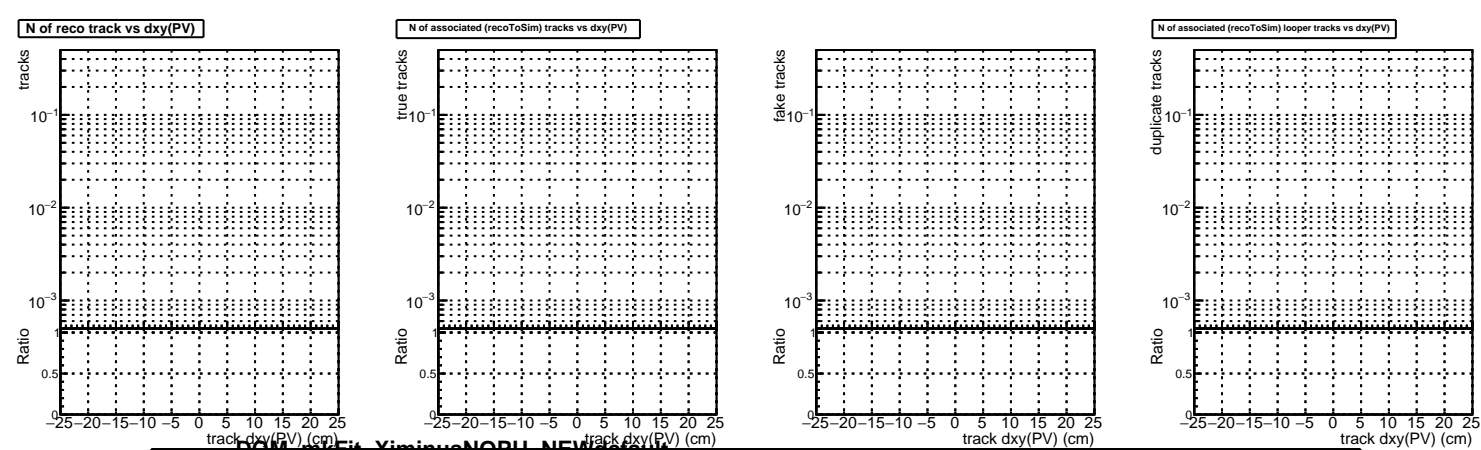 N of reco track vs dxy(PV)
tracks
10⁻¹
10⁻²
10⁻³
Ratio
1
0.5
0
−25 −20 −15 −10 −5 0 5 10 15 20 25
track dxy(PV) (cm)
N of associated (recoToSim) tracks vs dxy(PV)
true tracks
10⁻¹
10⁻²
10⁻³
Ratio
1
0.5
0
−25 −20 −15 −10 −5 0 5 10 15 20 25
track dxy(PV) (cm)
fake tracks
10⁻¹
10⁻²
10⁻³
Ratio
1
0.5
0
−25 −20 −15 −10 −5 0 5 10 15 20 25
track dxy(PV) (cm)
N of associated (recoToSim) looper tracks vs dxy(PV)
duplicate tracks
10⁻¹
10⁻²
10⁻³
Ratio
1
0.5
0
−25 −20 −15 −10 −5 0 5 10 15 20 25
track dxy(PV) (cm)